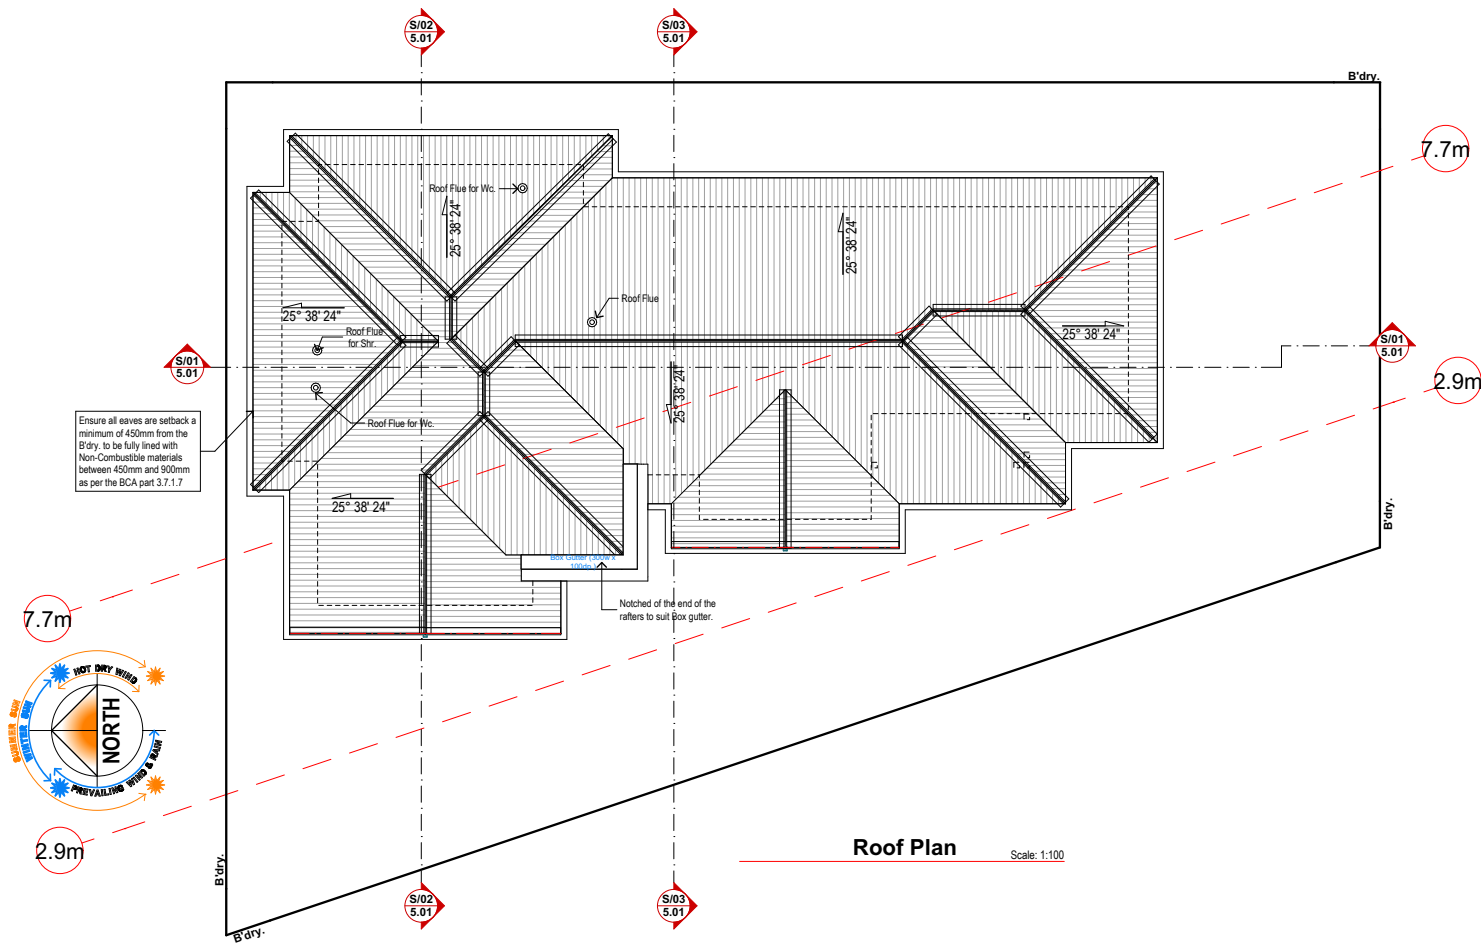 S/02
5.01
S/03
5.01
B'dry.
7.7m
Roof Flue for Wc.
25° 38' 24"
25° 38' 24"
Roof Flue
25° 38' 24"
Roof Flue
for Shr.
25° 38' 24"
S/01
5.01
S/01
5.01
25° 38' 24"
2.9m
Ensure all eaves are setback a
minimum of 450mm from the
B'dry. to be fully lined with
Non-Combustible materials
between 450mm and 900mm
as per the BCA part 3.7.1.7
Roof Flue for Wc.
25° 38' 24"
B'dry.
Box Gutter (300w x
100dp.)
Notched of the end of the
rafters to suit Box gutter.
7.7m
HOT DRY WIND
SUMMER SUN
WINTER SUN
NORTH
PREVAILING WIND & RAIN
2.9m
Roof Plan
Scale: 1:100
B'dry.
S/02
5.01
S/03
5.01
B'dry.